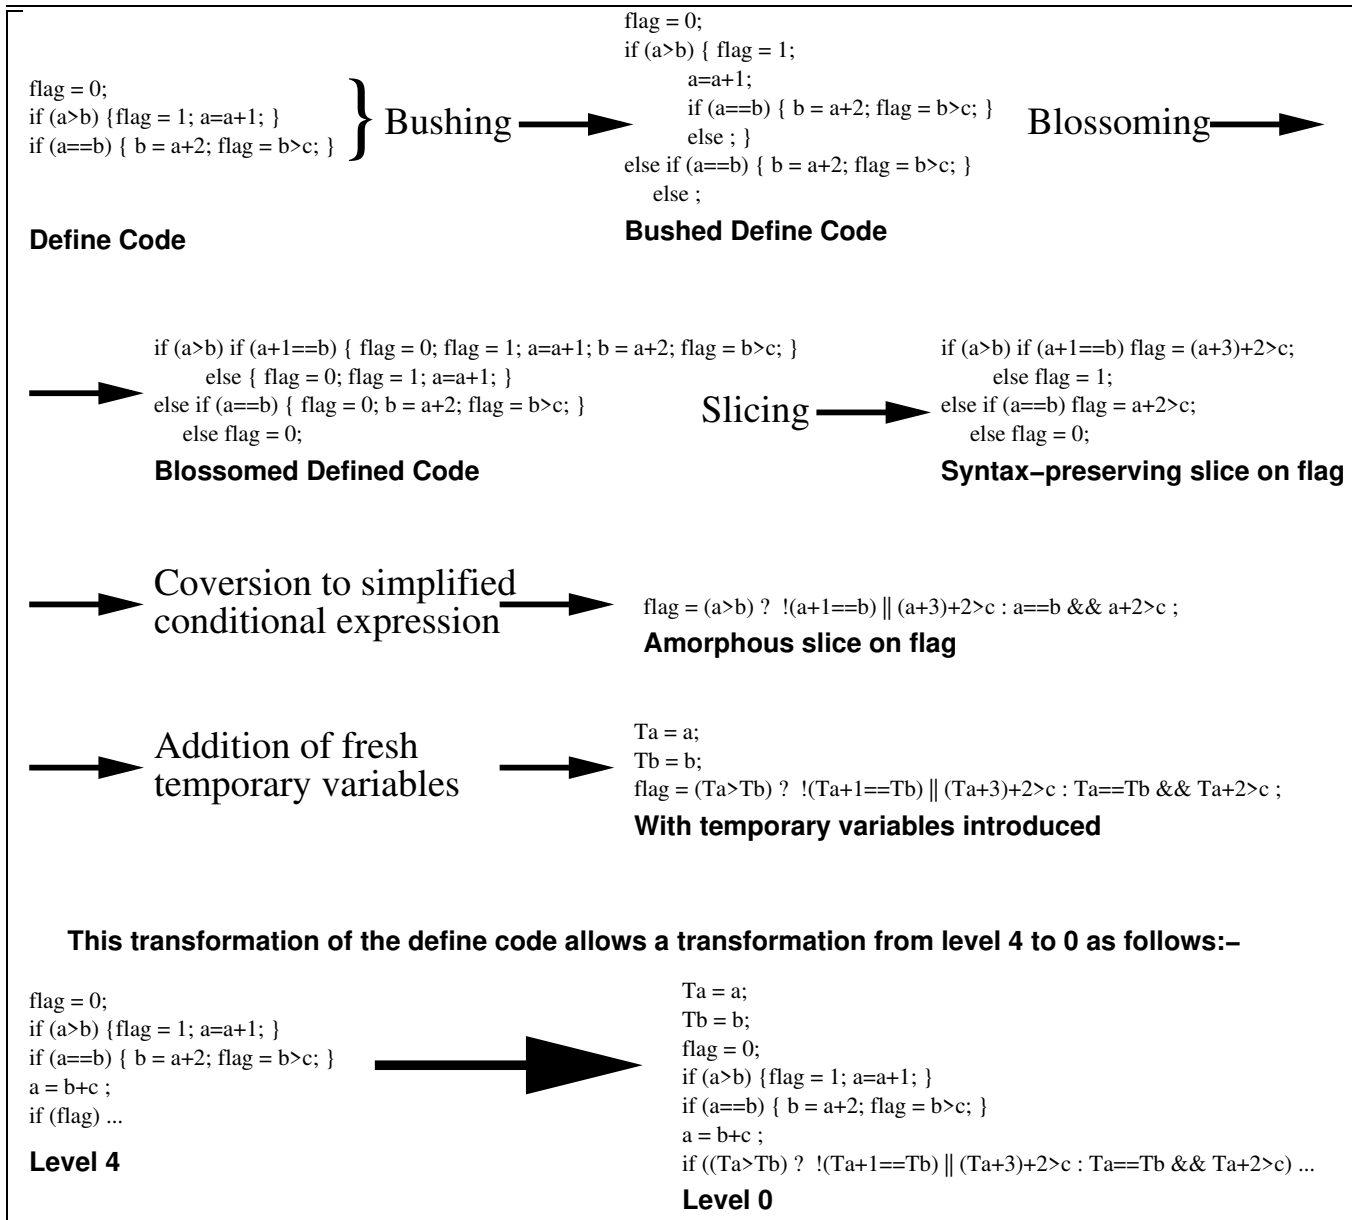 flag = 0;
if (a>b) {flag = 1; a=a+1; }
if (a==b) { b = a+2; flag = b>c; }
}
Define Code
Bushing
flag = 0;
if (a>b) { flag = 1;
a=a+1;
if (a==b) { b = a+2; flag = b>c; }
else ; }
else if (a==b) { b = a+2; flag = b>c; }
else ;
Bushed Define Code
Blossoming
if (a>b) if (a+1==b) { flag = 0; flag = 1; a=a+1; b = a+2; flag = b>c; }
else { flag = 0; flag = 1; a=a+1; }
else if (a==b) { flag = 0; b = a+2; flag = b>c; }
else flag = 0;
Blossomed Defined Code
Slicing
if (a>b) if (a+1==b) flag = (a+3)+2>c;
else flag = 1;
else if (a==b) flag = a+2>c;
else flag = 0;
Syntax−preserving slice on flag
Coversion to simplified
conditional expression
flag = (a>b) ? !(a+1==b) || (a+3)+2>c : a==b && a+2>c ;
Amorphous slice on flag
Addition of fresh
temporary variables
Ta = a;
Tb = b;
flag = (Ta>Tb) ? !(Ta+1==Tb) || (Ta+3)+2>c : Ta==Tb && Ta+2>c ;
With temporary variables introduced
This transformation of the define code allows a transformation from level 4 to 0 as follows:−
flag = 0;
if (a>b) {flag = 1; a=a+1; }
if (a==b) { b = a+2; flag = b>c; }
a = b+c ;
if (flag) ...
Level 4
Ta = a;
Tb = b;
flag = 0;
if (a>b) {flag = 1; a=a+1; }
if (a==b) { b = a+2; flag = b>c; }
a = b+c ;
if ((Ta>Tb) ? !(Ta+1==Tb) || (Ta+3)+2>c : Ta==Tb && Ta+2>c) ...
Level 0